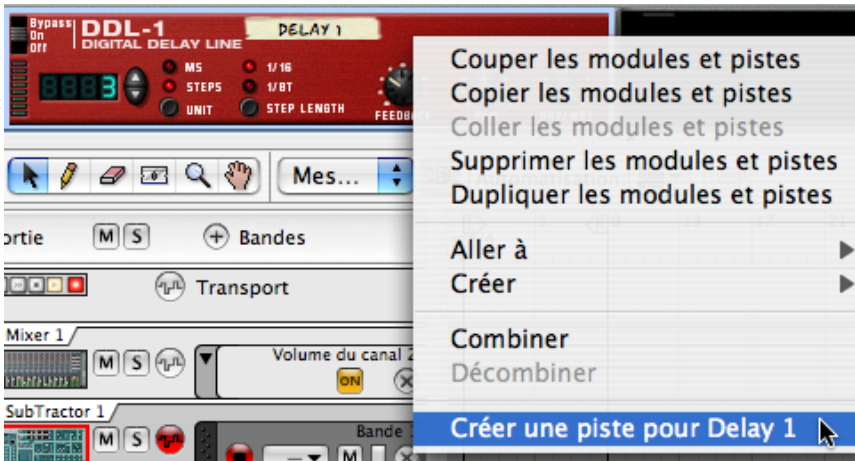 Bypass
On
Off
DDL-1
DIGITAL DELAY LINE
DELAY 1
MS
STEPS
UNIT
1/16
1/8T
STEP LENGTH
3
Couper les modules et pistes
Copier les modules et pistes
Coller les modules et pistes
Supprimer les modules et pistes
Dupliquer les modules et pistes
Aller à
Créer
Combiner
Décombiner
Créer une piste pour Delay 1
Mes...
ortie
M S
Bandes
Transport
Mixer 1
M S
Volume du canal 2
ON
SubTractor 1
M S
Bande
M